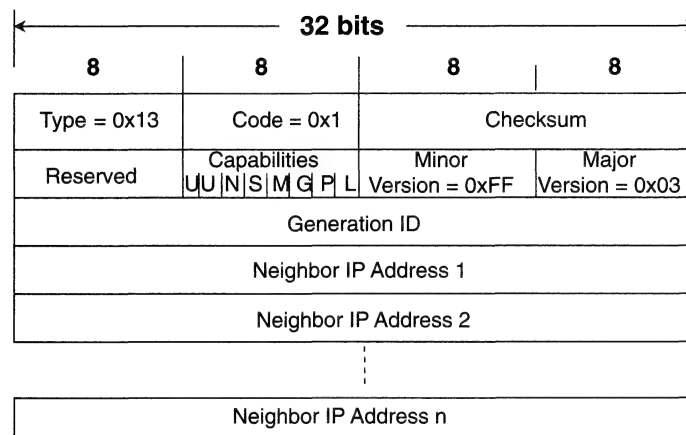 32 bits
8 8 8 8
Type = 0x13 Code = 0x1 Checksum
Reserved Capabilities Minor Major
U U N S M G P L Version = 0xFF Version = 0x03
Generation ID
Neighbor IP Address 1
Neighbor IP Address 2
Neighbor IP Address n